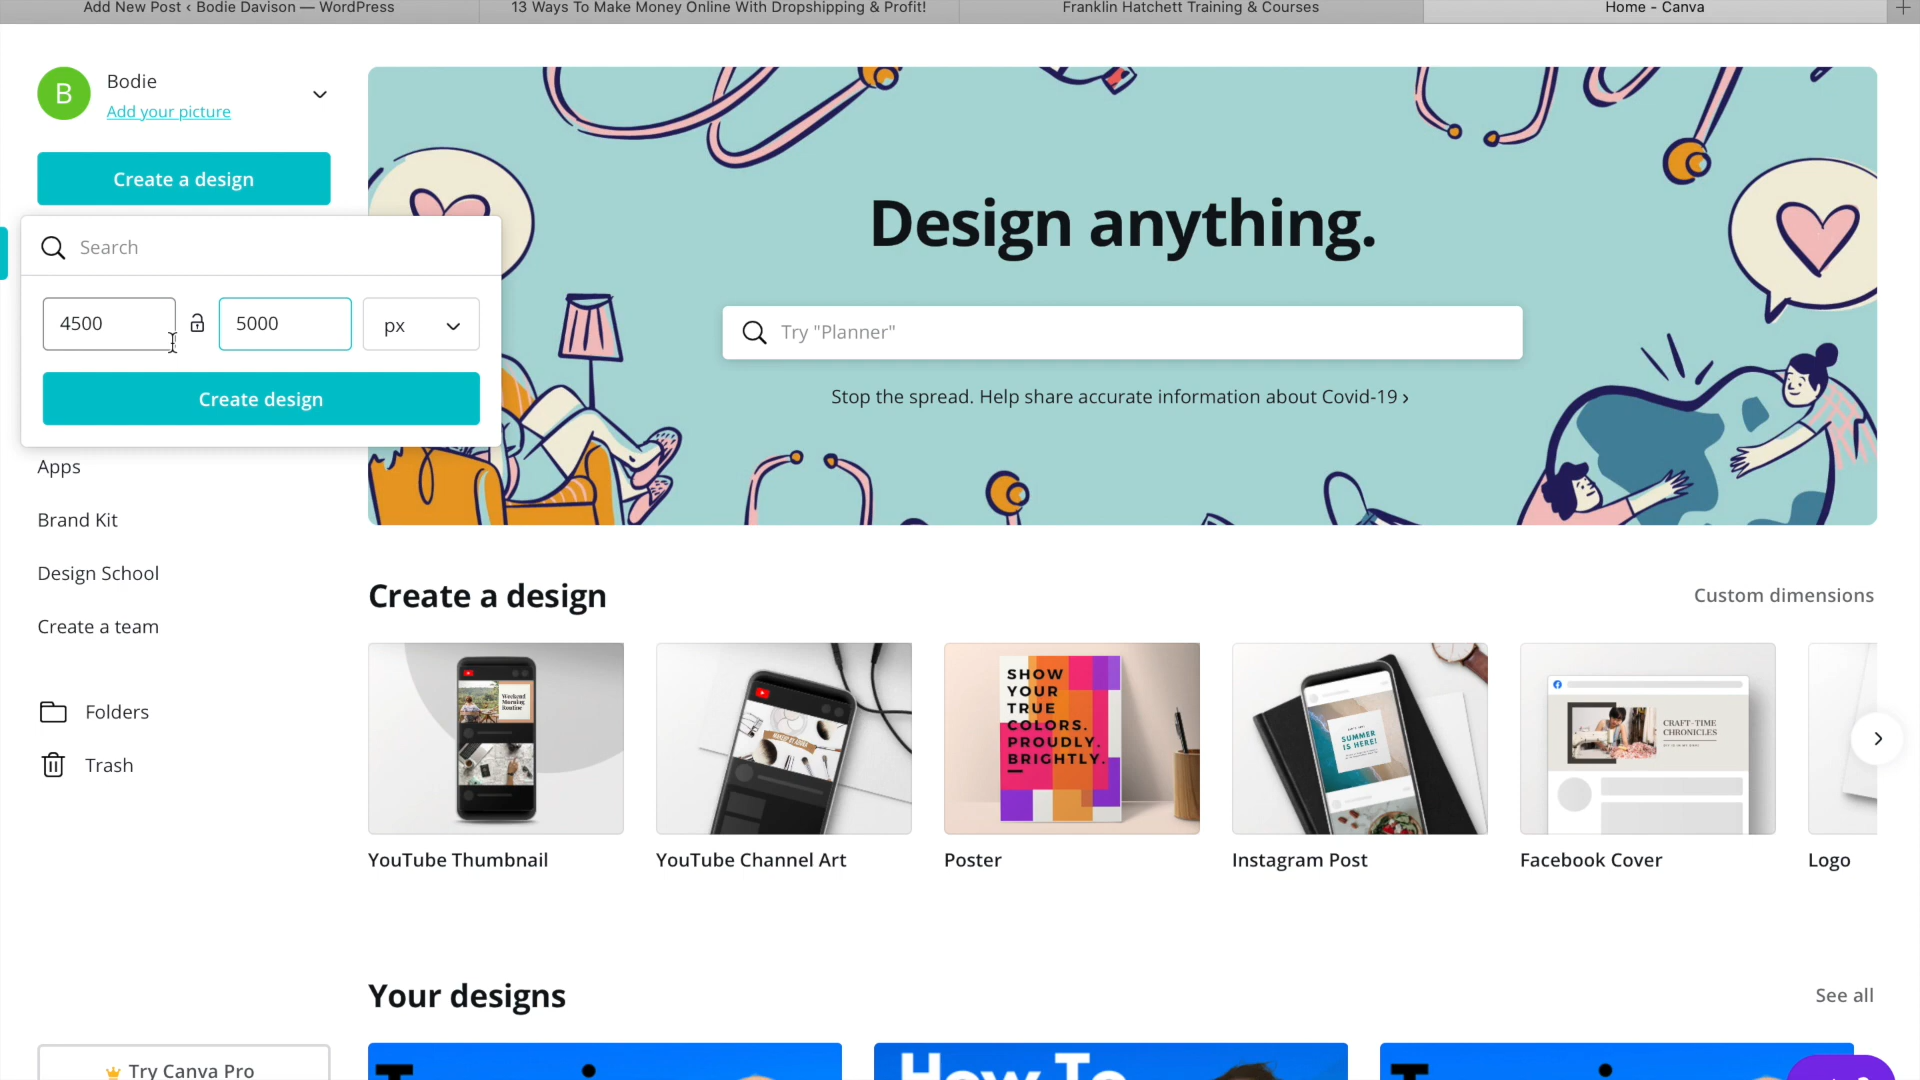 Add New Post ‹ Bodie Davison — WordPress
13 Ways To Make Money Online With Dropshipping & Profit!
Franklin Hatchett Training & Courses
Home - Canva
B
Bodie
Add your picture
Create a design
Search
4500
5000
px
Create design
Apps
Brand Kit
Design School
Create a team
Folders
Trash
Try Canva Pro
Design anything.
Try "Planner"
Stop the spread. Help share accurate information about Covid-19 ›
Create a design
Custom dimensions
Weekend
Morning
Routine
SHOW
YOUR
TRUE
COLORS.
PROUDLY.
BRIGHTLY.
SUMMER
IS HERE!
CRAFT-TIME
CHRONICLES
YouTube Thumbnail
YouTube Channel Art
Poster
Instagram Post
Facebook Cover
Logo
Your designs
See all
How To